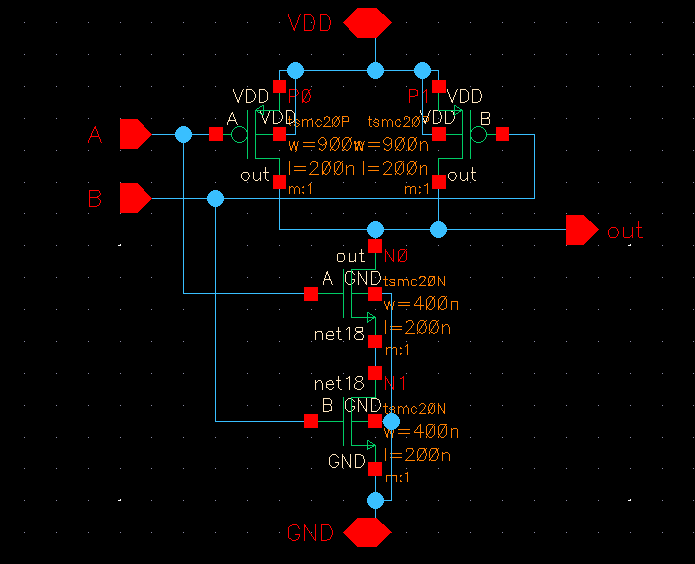 VDD
VDD P0 P1 VDD
A A VDD tsmc20P tsmc20P VDD B
w=900n w=900n
l=200n l=200n
out m:1 m:1 out
B
out
out N0
A GND tsmc20N
w=400n
l=200n
net18 m:1
net18 N1
B GND tsmc20N
w=400n
l=200n
GND m:1
GND